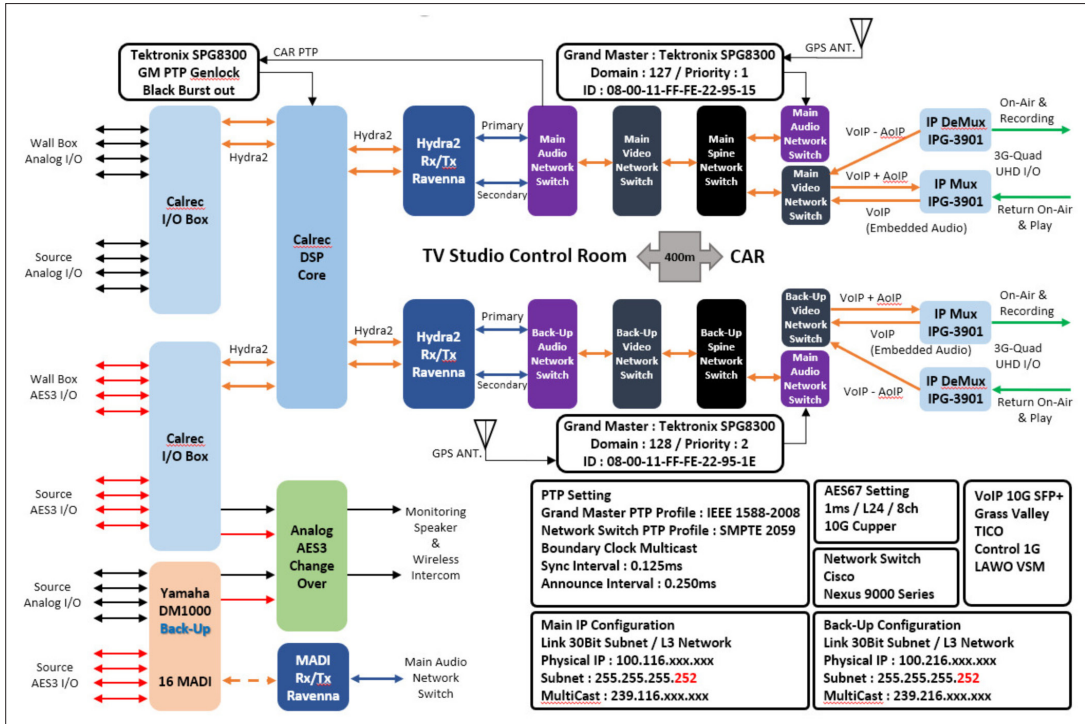 Tektronix SPG8300
GM PTP Genlock
Black Burst out
CAR PTP
Grand Master : Tektronix SPG8300
Domain : 127 / Priority : 1
ID : 08-00-11-FF-FE-22-95-15
GPS ANT.
Wall Box
Analog I/O
Source
Analog I/O
Calrec
I/O Box
Hydra2
Calrec
DSP
Core
Hydra2
Hydra2
Rx/Tx
Ravenna
Primary
Secondary
Main
Audio
Network
Switch
Main
Video
Network
Switch
Main
Spine
Network
Switch
Main
Audio
Network
Switch
Main
Video
Network
Switch
VoIP - AoIP
VoIP + AoIP
VoIP
(Embedded Audio)
IP DeMux
IPG-3901
IP Mux
IPG-3901
On-Air &
Recording
3G-Quad
UHD I/O
Return On-Air
& Play
TV Studio Control Room
400m
CAR
Wall Box
AES3 I/O
Source
AES3 I/O
Calrec
I/O Box
Hydra2
Hydra2
Hydra2
Rx/Tx
Ravenna
Primary
Secondary
Back-Up
Audio
Network
Switch
Back-Up
Video
Network
Switch
Back-Up
Spine
Network
Switch
Back-Up
Video
Network
Switch
Main
Audio
Network
Switch
VoIP + AoIP
VoIP
(Embedded Audio)
VoIP - AoIP
IP Mux
IPG-3901
IP DeMux
IPG-3901
On-Air &
Recording
3G-Quad
UHD I/O
Return On-Air
& Play
GPS ANT.
Grand Master : Tektronix SPG8300
Domain : 128 / Priority : 2
ID : 08-00-11-FF-FE-22-95-1E
Analog
AES3
Change
Over
Monitoring
Speaker
&
Wireless
Intercom
Source
Analog I/O
Source
AES3 I/O
Yamaha
DM1000
Back-Up
16 MADI
MADI
Rx/Tx
Ravenna
Main Audio
Network
Switch
PTP Setting
Grand Master PTP Profile : IEEE 1588-2008
Network Switch PTP Profile : SMPTE 2059
Boundary Clock Multicast
Sync Interval : 0.125ms
Announce Interval : 0.250ms
AES67 Setting
1ms / L24 / 8ch
10G Cupper
Network Switch
Cisco
Nexus 9000 Series
VoIP 10G SFP+
Grass Valley
TICO
Control 1G
LAWO VSM
Main IP Configuration
Link 30Bit Subnet / L3 Network
Physical IP : 100.116.xxx.xxx
Subnet : 255.255.255.252
MultiCast : 239.116.xxx.xxx
Back-Up Configuration
Link 30Bit Subnet / L3 Network
Physical IP : 100.216.xxx.xxx
Subnet : 255.255.255.252
MultiCast : 239.216.xxx.xxx